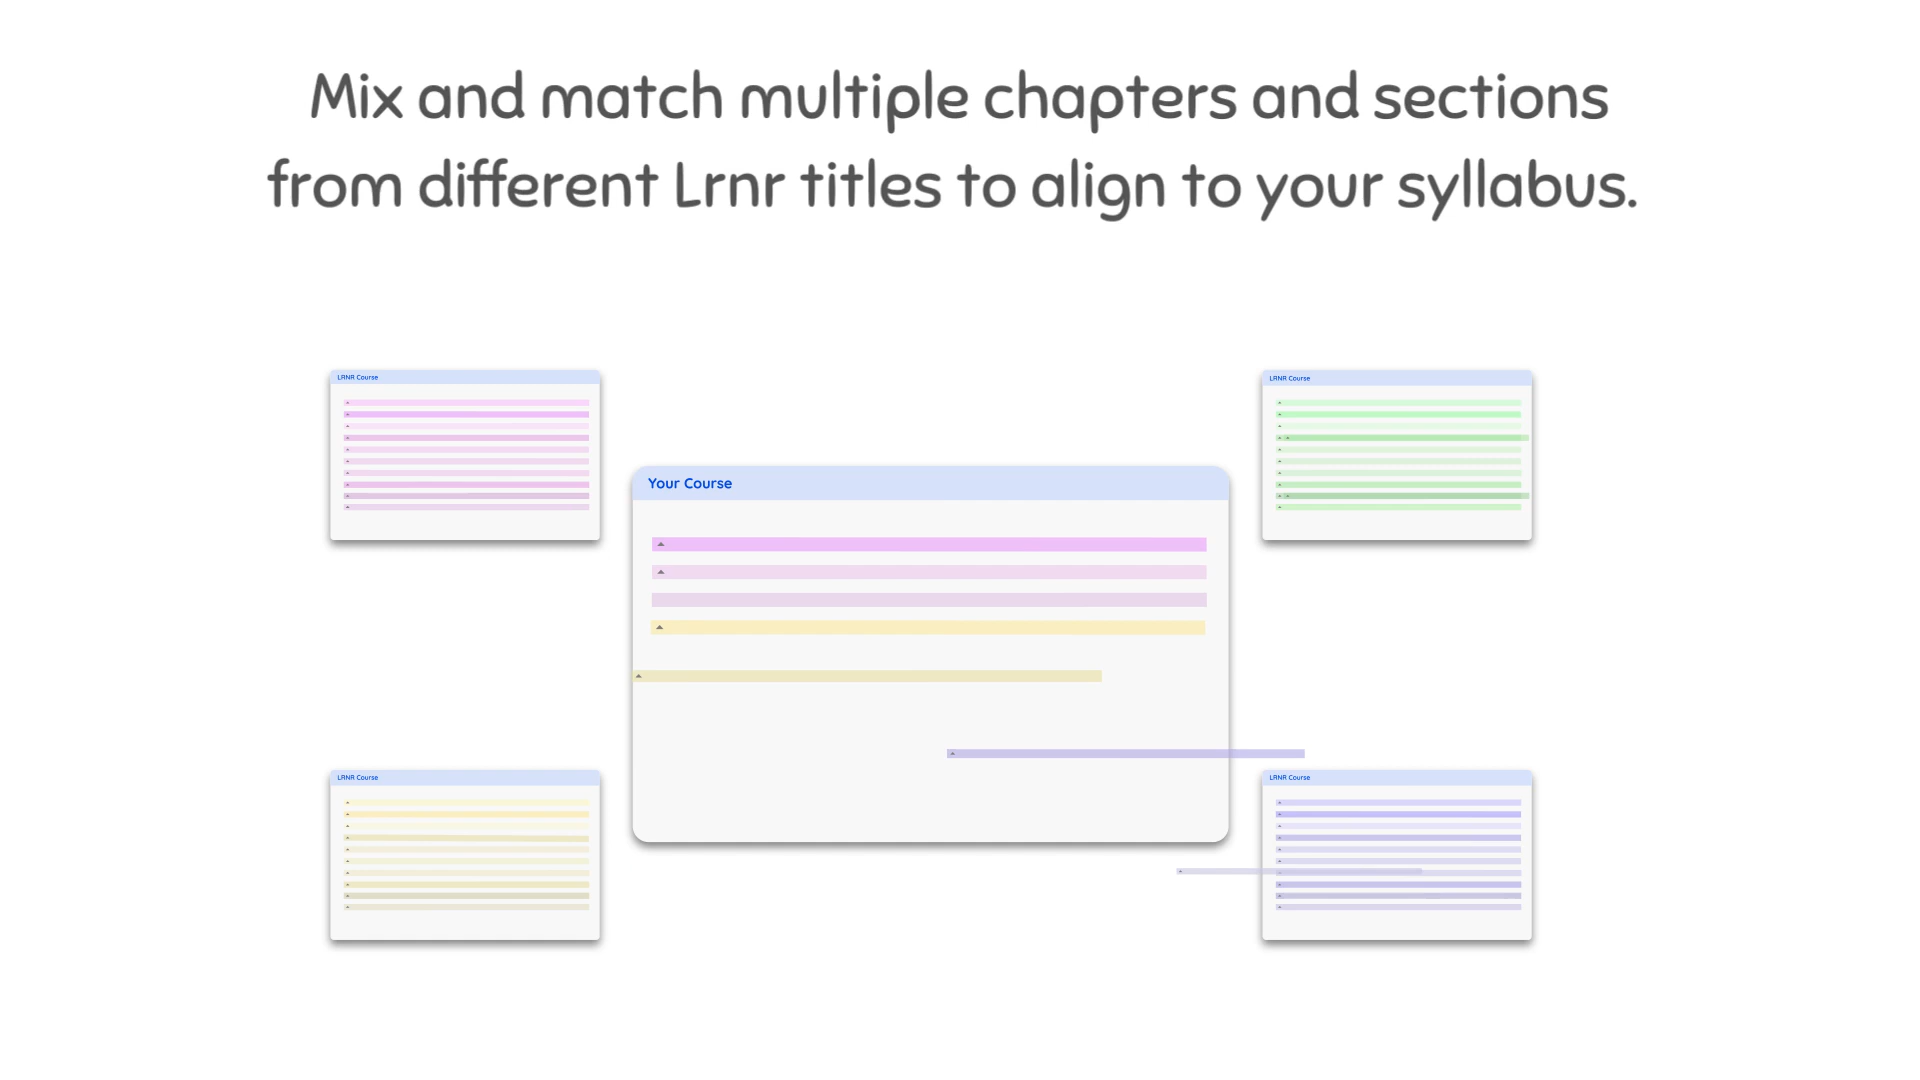 Mix and match multiple chapters and sections
from different Lrnr titles to align to your syllabus.
LRNR Course
LRNR Course
Your Course
LRNR Course
LRNR Course